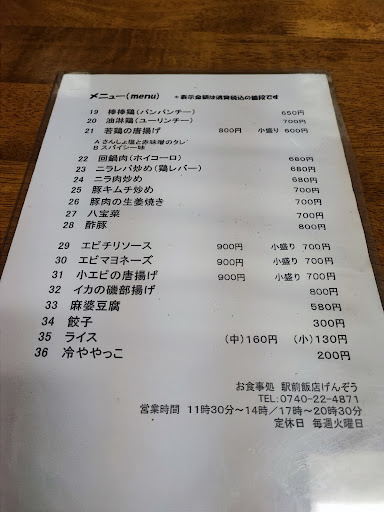 メニュー(menu) *表示金額は消費税込の値段です
19 棒棒鶏(バンバンチー) 650円
20 油淋鶏(ユーリンチー) 700円
21 若鶏の唐揚げ 800円 小盛り 600円
A さんしょ塩と赤味噌のタレ
B スパイシー味
22 回鍋肉(ホイコーロ) 680円
23 ニラレバ炒め(鶏レバー) 680円
24 ニラ肉炒め 680円
25 豚キムチ炒め 700円
26 豚肉の生姜焼き 700円
27 八宝菜 700円
28 酢豚 800円
29 エビチリソース 900円 小盛り 700円
30 エビマヨネーズ 900円 小盛り 700円
31 小エビの唐揚げ 900円 小盛り 700円
32 イカの磯部揚げ 800円
33 麻婆豆腐 580円
34 餃子 300円
35 ライス (中)160円 (小)130円
36 冷ややっこ 200円
お食事処 駅前飯店げんぞう
TEL:0740-22-4871
営業時間 11時30分~14時/17時~20時30分
定休日 毎週火曜日